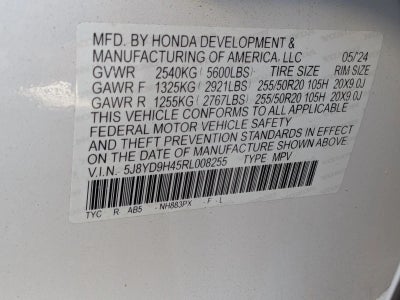 MFD. BY HONDA DEVELOPMENT &
MANUFACTURING OF AMERICA, LLC 05/24
GVWR 2540KG (5600LBS) TIRE SIZE RIM SIZE
GAWR F 1325KG (2921LBS) 255/50R20 105H 20X9.0J
GAWR R 1255KG (2767LBS) 255/50R20 105H 20X9.0J
THIS VEHICLE CONFORMS TO ALL APPLICABLE
FEDERAL MOTOR VEHICLE SAFETY
AND THEFT PREVENTION STANDARDS IN EFFECT
ON THE DATE OF MANUFACTURE SHOWN ABOVE.
V.I.N. 5J8YD9H45RL008255 TYPE MPV
TYC R AB5 NH883PX - F - L